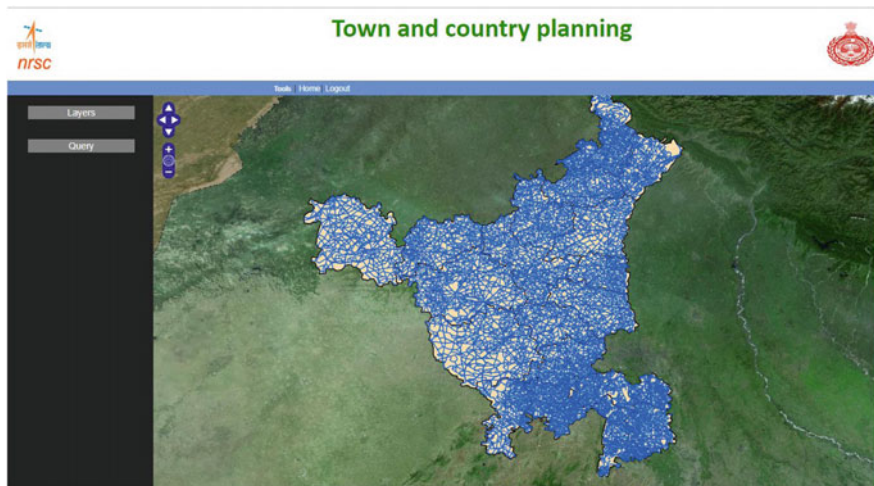 Town and country planning
nrsc
Tools Home Logout
Layers
Query